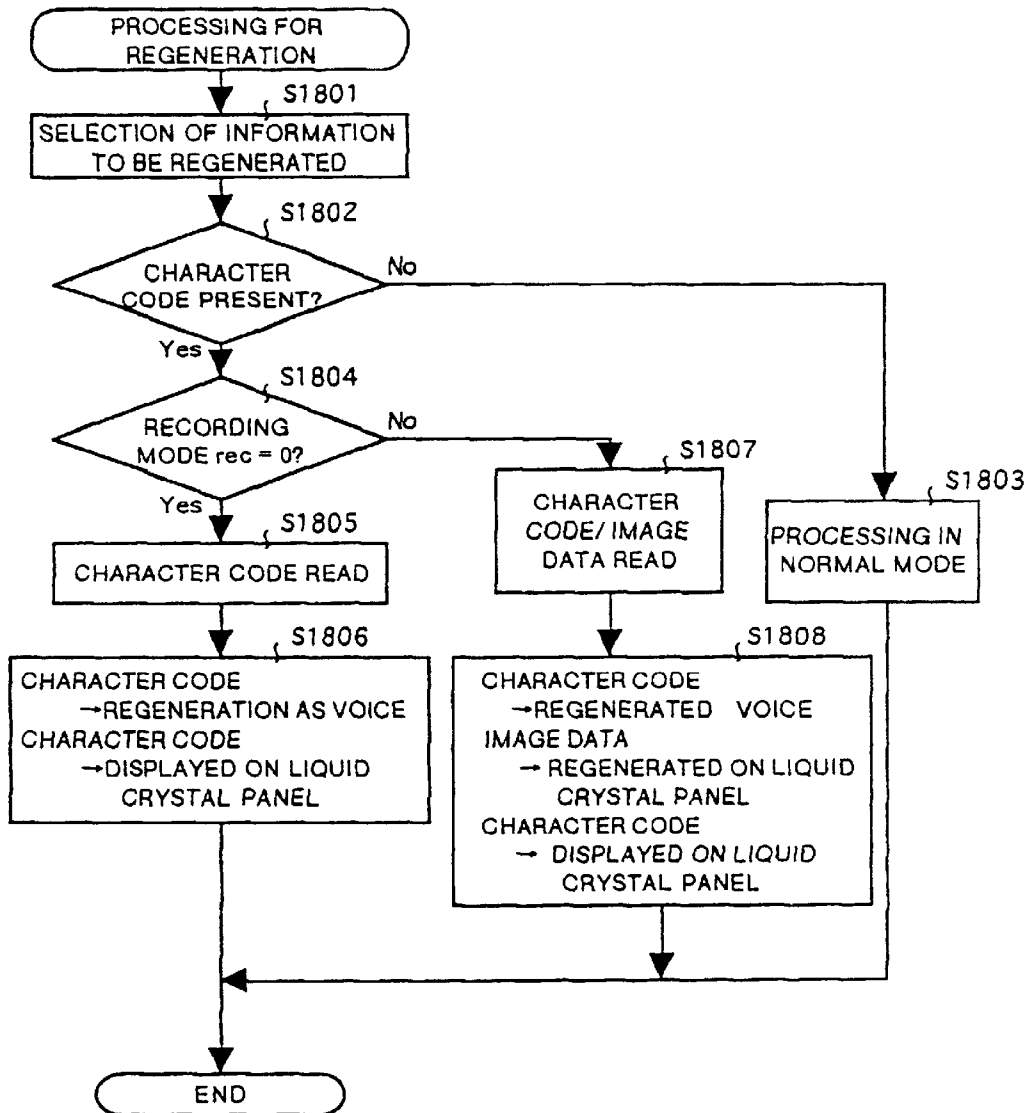 PROCESSING FOR
REGENERATION
S1801
SELECTION OF INFORMATION
TO BE REGENERATED
S1802
CHARACTER
CODE PRESENT?
No
Yes
S1804
RECORDING
MODE rec = 0?
No
Yes
S1807
CHARACTER
CODE/ IMAGE
DATA READ
S1803
PROCESSING IN
NORMAL MODE
S1805
CHARACTER CODE READ
S1806
CHARACTER CODE
→REGENERATION AS VOICE
CHARACTER CODE
→DISPLAYED ON LIQUID
CRYSTAL PANEL
S1808
CHARACTER CODE
→REGENERATED VOICE
IMAGE DATA
→ REGENERATED ON LIQUID
CRYSTAL PANEL
CHARACTER CODE
→ DISPLAYED ON LIQUID
CRYSTAL PANEL
END